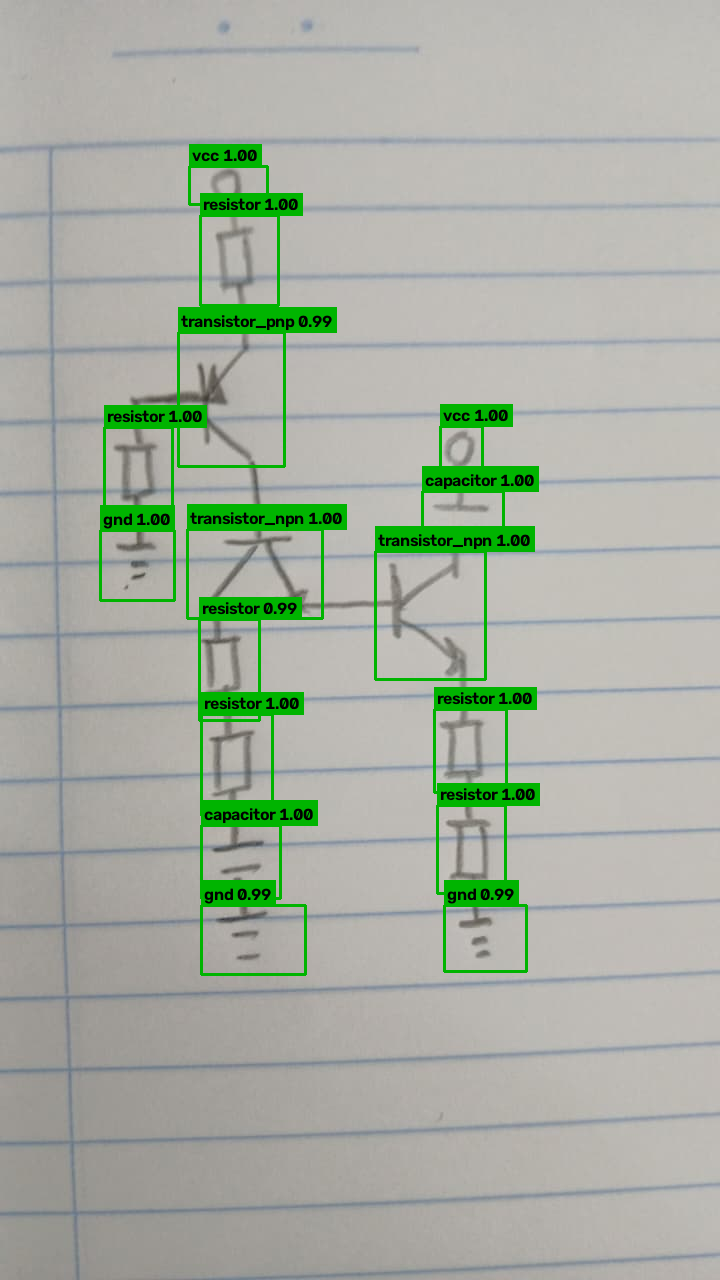 vcc 1.00
resistor 1.00
transistor_pnp 0.99
resistor 1.00
vcc 1.00
capacitor 1.00
gnd 1.00
transistor_npn 1.00
transistor_npn 1.00
resistor 0.99
resistor 1.00
resistor 1.00
resistor 1.00
capacitor 1.00
gnd 0.99
gnd 0.99